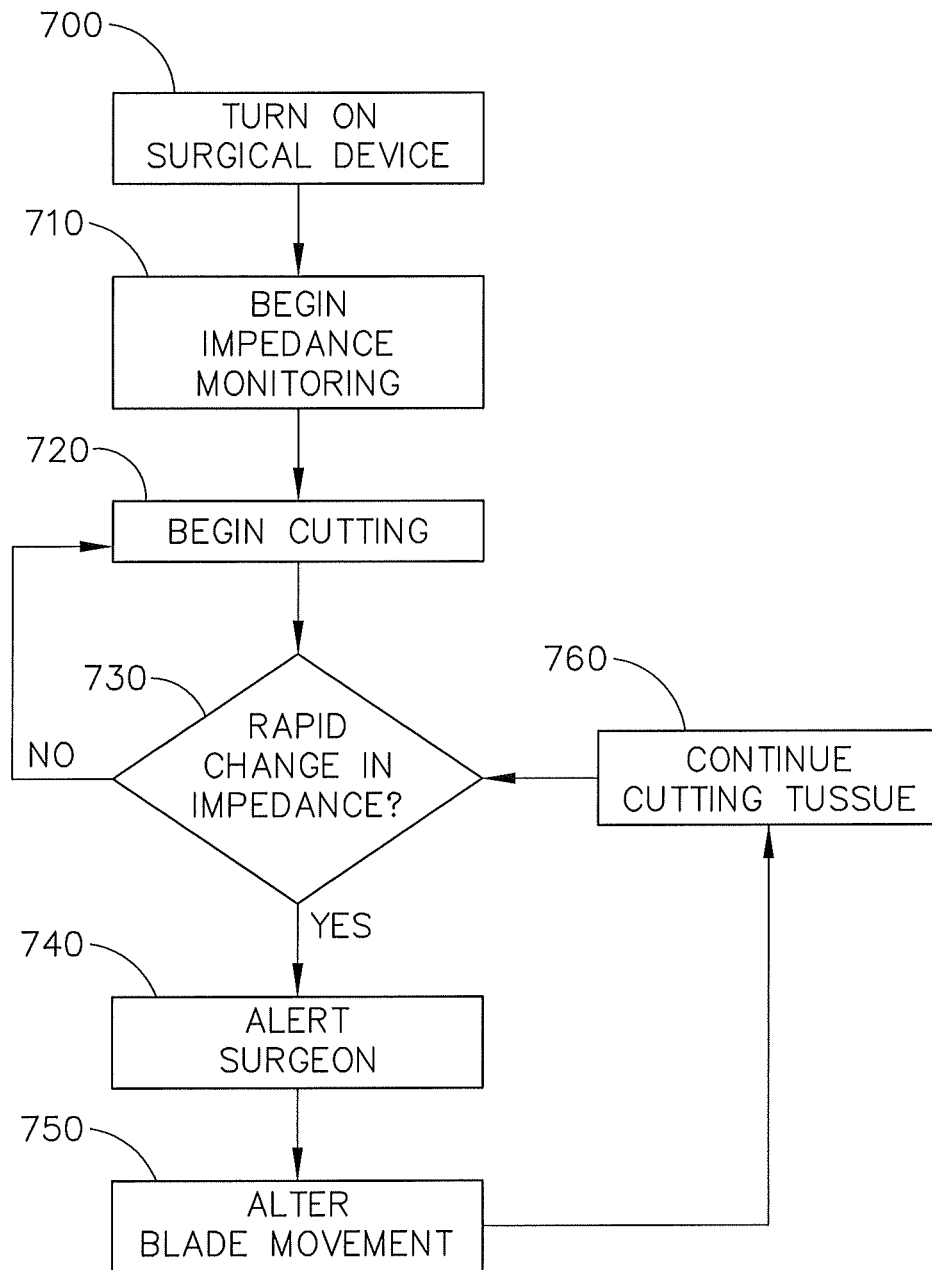 700
TURN ON
SURGICAL DEVICE
710
BEGIN
IMPEDANCE
MONITORING
720
BEGIN CUTTING
730
RAPID
CHANGE IN
IMPEDANCE?
NO
YES
760
CONTINUE
CUTTING TUSSUE
740
ALERT
SURGEON
750
ALTER
BLADE MOVEMENT